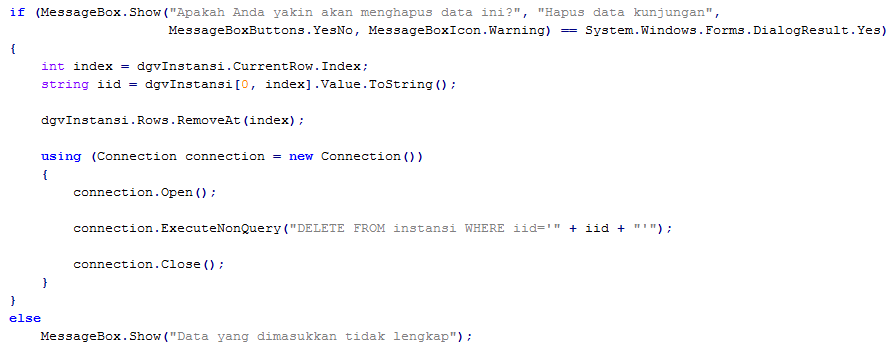 if (MessageBox.Show("Apakah Anda yakin akan menghapus data ini?", "Hapus data kunjungan",
                    MessageBoxButtons.YesNo, MessageBoxIcon.Warning) == System.Windows.Forms.DialogResult.Yes)
{
    int index = dgvInstansi.CurrentRow.Index;
    string iid = dgvInstansi[0, index].Value.ToString();

    dgvInstansi.Rows.RemoveAt(index);

    using (Connection connection = new Connection())
    {
        connection.Open();

        connection.ExecuteNonQuery("DELETE FROM instansi WHERE iid='" + iid + "'");

        connection.Close();
    }
}
else
    MessageBox.Show("Data yang dimasukkan tidak lengkap");